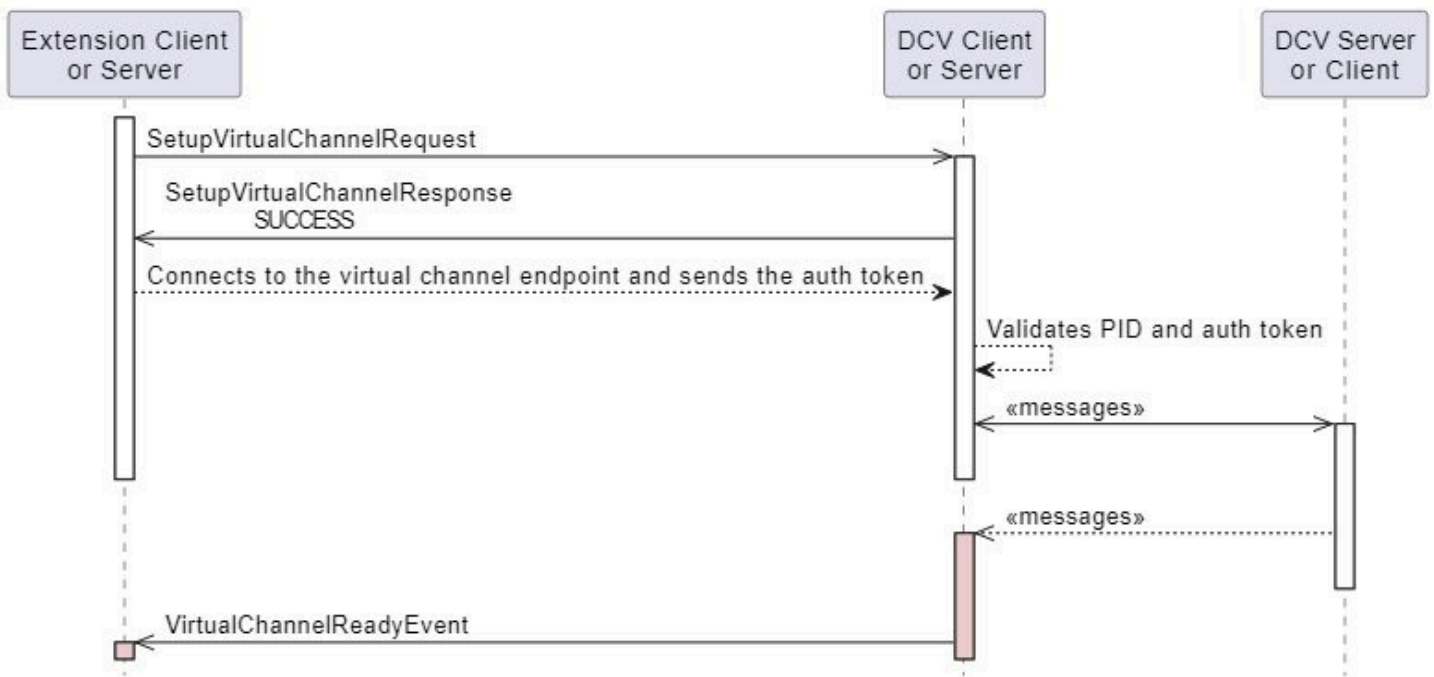 Extension Client
or Server
DCV Client
or Server
DCV Server
or Client
SetupVirtualChannelRequest
SetupVirtualChannelResponse
SUCCESS
Connects to the virtual channel endpoint and sends the auth token
Validates PID and auth token
«messages»
«messages»
VirtualChannelReadyEvent